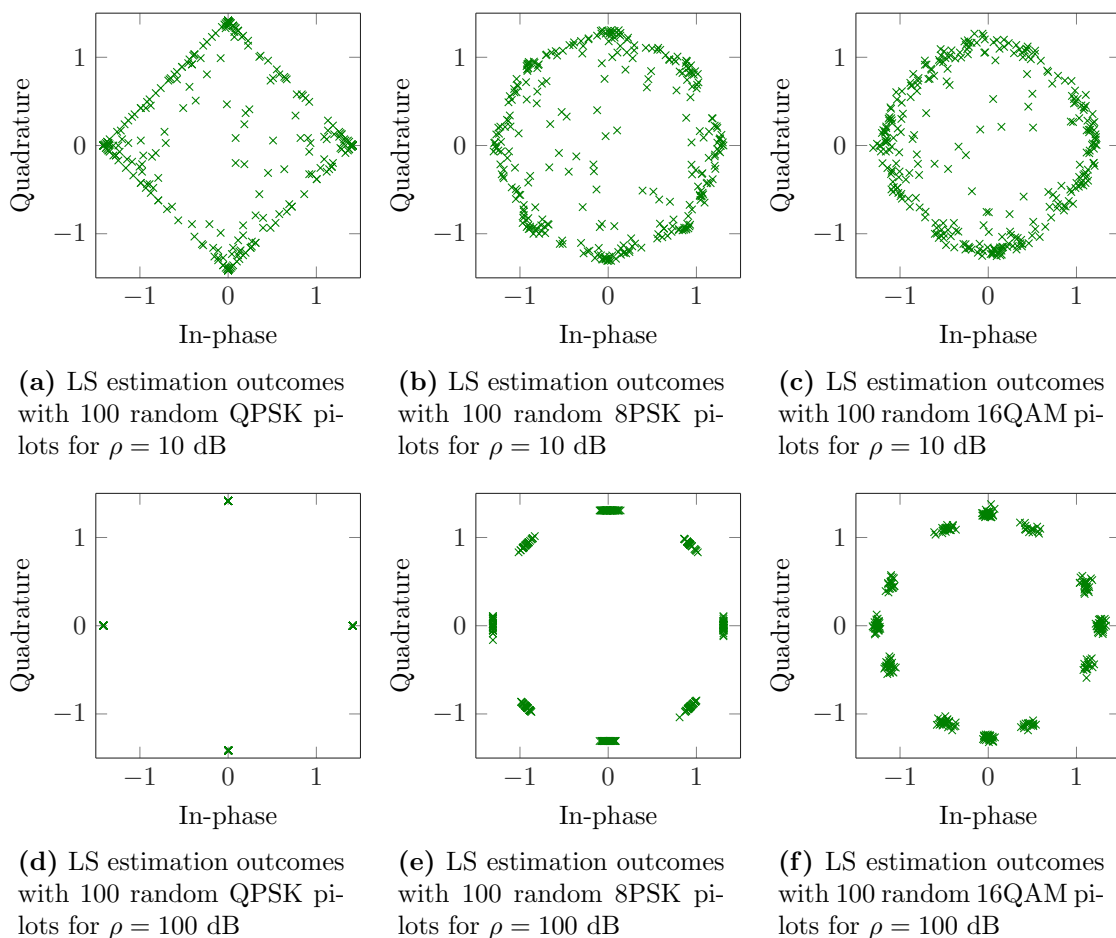 1
0
−1
Quadrature
−1 0 1
In-phase
(a) LS estimation outcomes
with 100 random QPSK pi-
lots for ρ = 10 dB
1
0
−1
Quadrature
−1 0 1
In-phase
(b) LS estimation outcomes
with 100 random 8PSK pi-
lots for ρ = 10 dB
1
0
−1
Quadrature
−1 0 1
In-phase
(c) LS estimation outcomes
with 100 random 16QAM pi-
lots for ρ = 10 dB
1
0
−1
Quadrature
−1 0 1
In-phase
(d) LS estimation outcomes
with 100 random QPSK pi-
lots for ρ = 100 dB
1
0
−1
Quadrature
−1 0 1
In-phase
(e) LS estimation outcomes
with 100 random 8PSK pi-
lots for ρ = 100 dB
1
0
−1
Quadrature
−1 0 1
In-phase
(f) LS estimation outcomes
with 100 random 16QAM pi-
lots for ρ = 100 dB